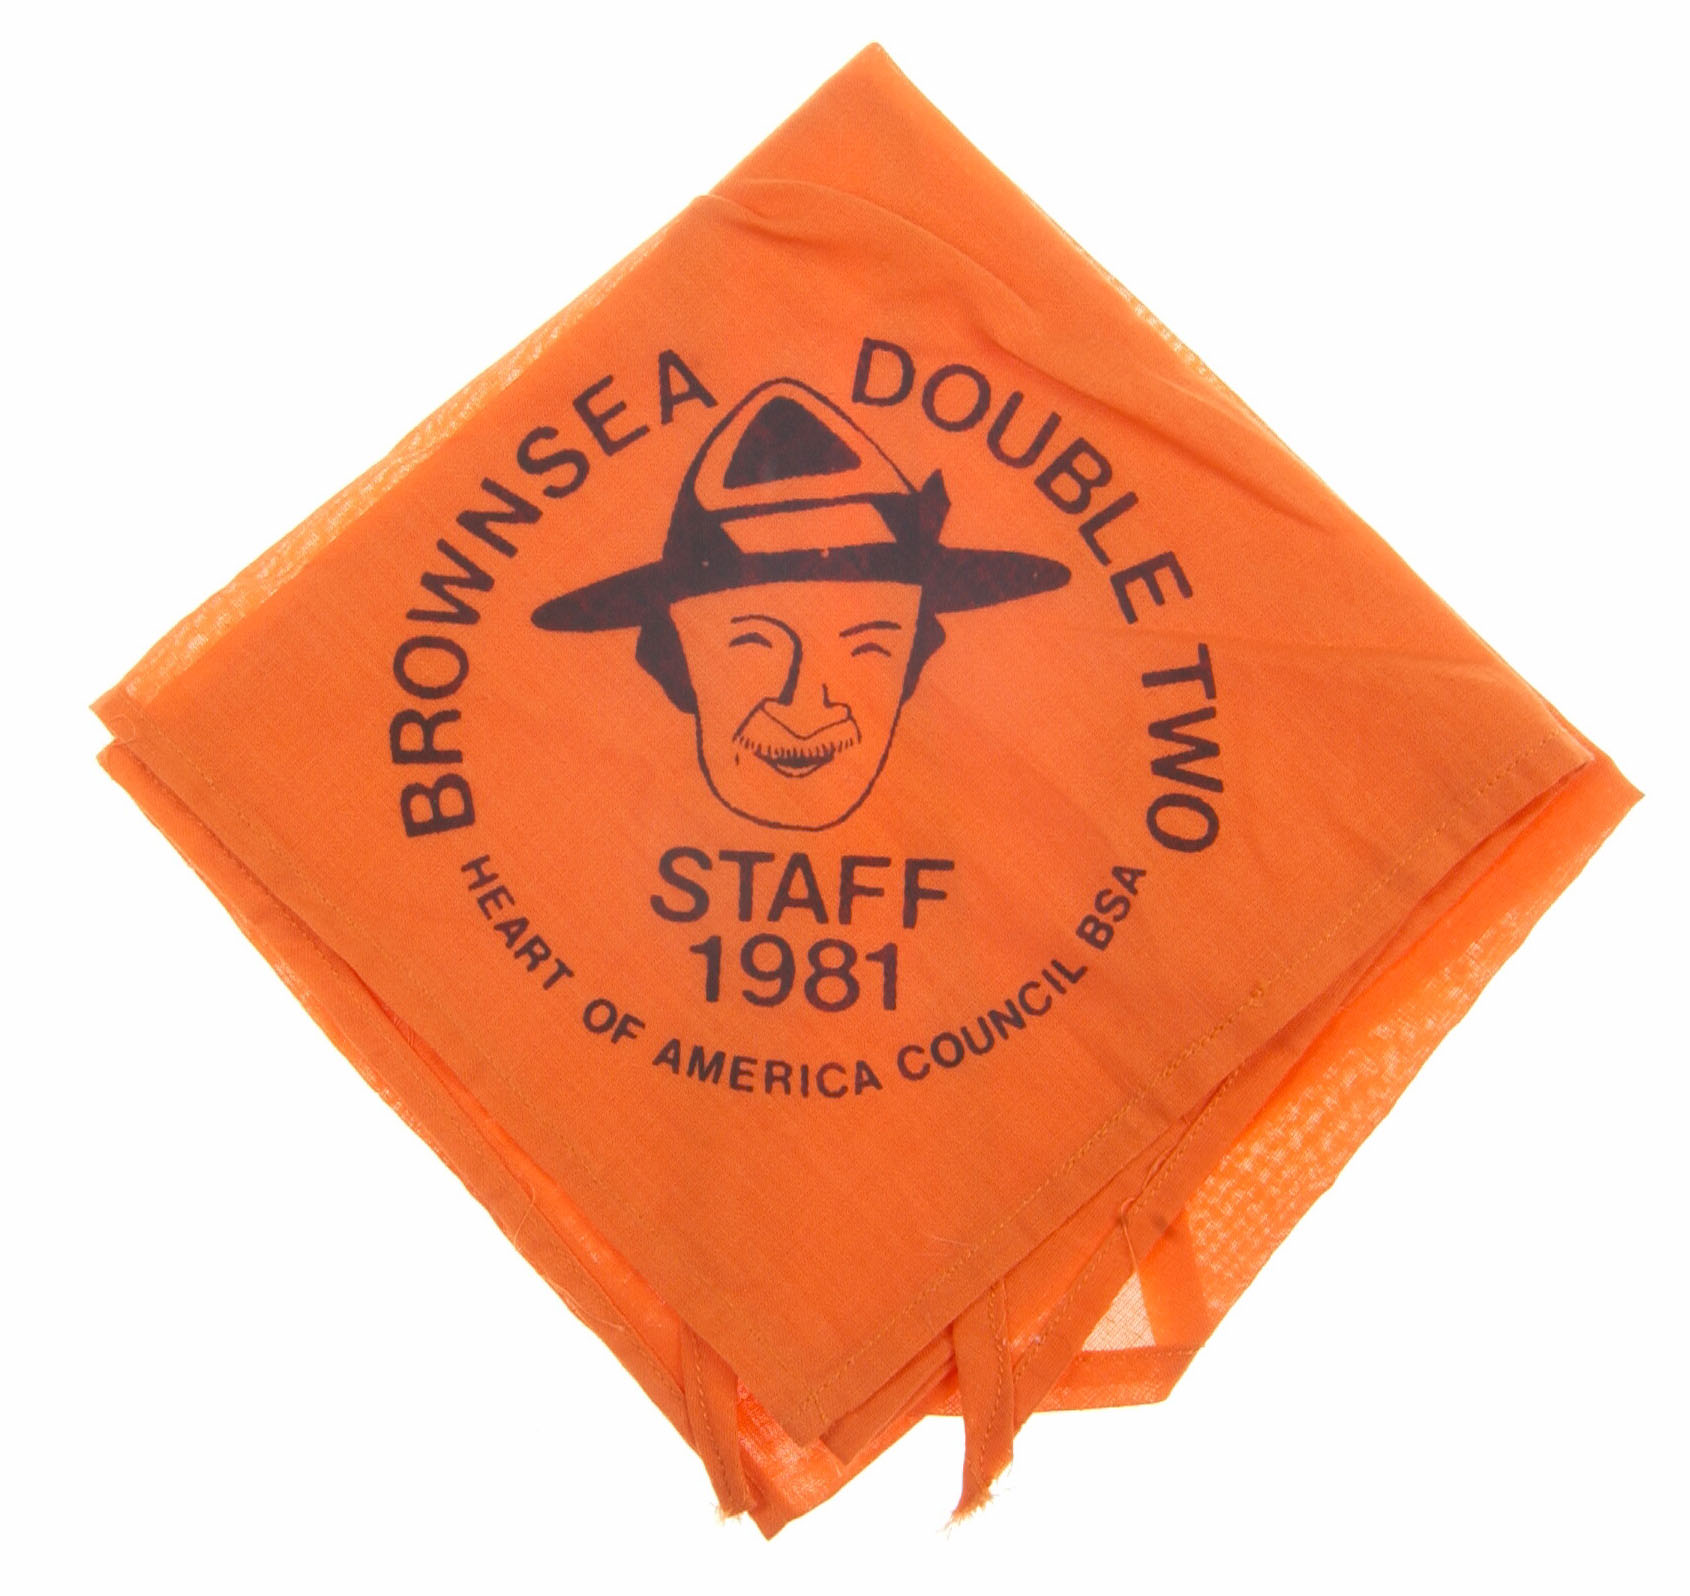 BROWNSEA DOUBLE TWO
STAFF
1981
HEART OF AMERICA COUNCIL BSA